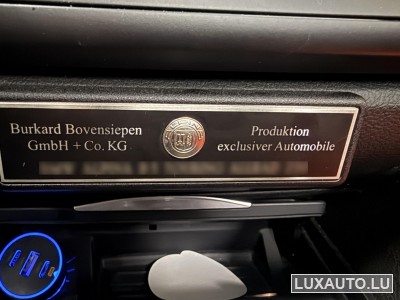 Burkard Bovensiepen
GmbH + Co. KG
Produktion
exclusiver Automobile
LUXAUTO.LU